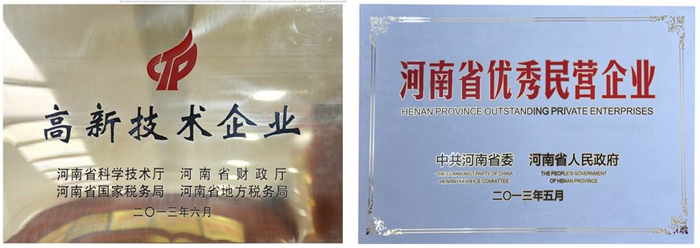 高新技术企业
河南省科学技术厅 河南省财政厅
河南省国家税务局 河南省地方税务局
二〇一三年六月
河南省优秀民营企业
HENAN PROVINCE OUTSTANDING PRIVATE ENTERPRISES
中共河南省委 河南省人民政府
PARTY OF CHINA THE PEOPLE'S GOVERNMENT
COMMITTEE OF HENAN PROVINCE
二〇一三年五月